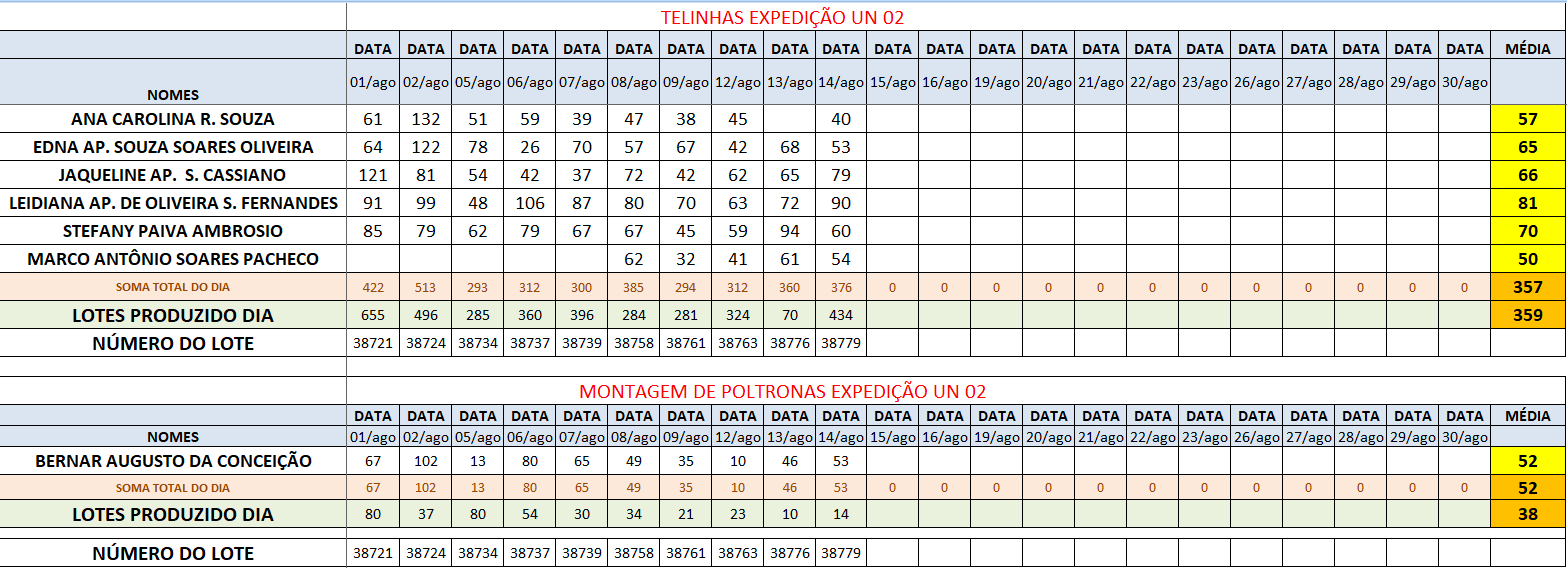 TELINHAS EXPEDIÇÃO UN 02
DATA DATA DATA DATA DATA DATA DATA DATA DATA DATA DATA DATA DATA DATA DATA DATA DATA DATA DATA DATA DATA DATA MÉDIA
NOMES 01/ago 02/ago 05/ago 06/ago 07/ago 08/ago 09/ago 12/ago 13/ago 14/ago 15/ago 16/ago 19/ago 20/ago 21/ago 22/ago 23/ago 26/ago 27/ago 28/ago 29/ago 30/ago
ANA CAROLINA R. SOUZA 61 132 51 59 39 47 38 45 40 57
EDNA AP. SOUZA SOARES OLIVEIRA 64 122 78 26 70 57 67 42 68 53 65
JAQUELINE AP. S. CASSIANO 121 81 54 42 37 72 42 62 65 79 66
LEIDIANA AP. DE OLIVEIRA S. FERNANDES 91 99 48 106 87 80 70 63 72 90 81
STEFANY PAIVA AMBROSIO 85 79 62 79 67 67 45 59 94 60 70
MARCO ANTÔNIO SOARES PACHECO 62 32 41 61 54 50
SOMA TOTAL DO DIA 422 513 293 312 300 385 294 312 360 376 0 0 0 0 0 0 0 0 0 0 0 0 357
LOTES PRODUZIDO DIA 655 496 285 360 396 284 281 324 70 434 359
NÚMERO DO LOTE 38721 38724 38734 38737 38739 38758 38761 38763 38776 38779
MONTAGEM DE POLTRONAS EXPEDIÇÃO UN 02
DATA DATA DATA DATA DATA DATA DATA DATA DATA DATA DATA DATA DATA DATA DATA DATA DATA DATA DATA DATA DATA DATA MÉDIA
NOMES 01/ago 02/ago 05/ago 06/ago 07/ago 08/ago 09/ago 12/ago 13/ago 14/ago 15/ago 16/ago 19/ago 20/ago 21/ago 22/ago 23/ago 26/ago 27/ago 28/ago 29/ago 30/ago
BERNAR AUGUSTO DA CONCEIÇÃO 67 102 13 80 65 49 35 10 46 53 52
SOMA TOTAL DO DIA 67 102 13 80 65 49 35 10 46 53 0 0 0 0 0 0 0 0 0 0 0 0 52
LOTES PRODUZIDO DIA 80 37 80 54 30 34 21 23 10 14 38
NÚMERO DO LOTE 38721 38724 38734 38737 38739 38758 38761 38763 38776 38779